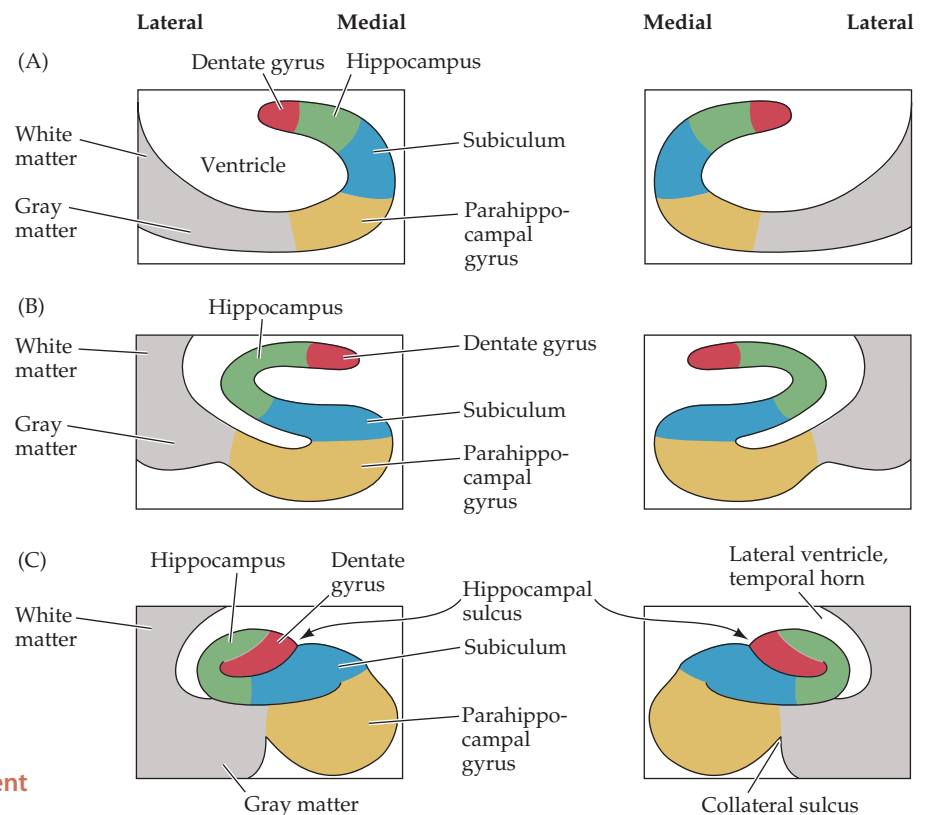 Lateral Medial Medial Lateral
(A)
Dentate gyrus Hippocampus
White
matter
Ventricle
Subiculum
Gray
matter
Parahippo-
campal
gyrus
(B)
Hippocampus
White
matter
Dentate gyrus
Gray
matter
Subiculum
Parahippo-
campal
gyrus
(C)
Hippocampus
Dentate
gyrus
Lateral ventricle,
temporal horn
White
matter
Hippocampal
sulcus
Subiculum
Parahippo-
campal
gyrus
ent
Gray matter
Collateral sulcus